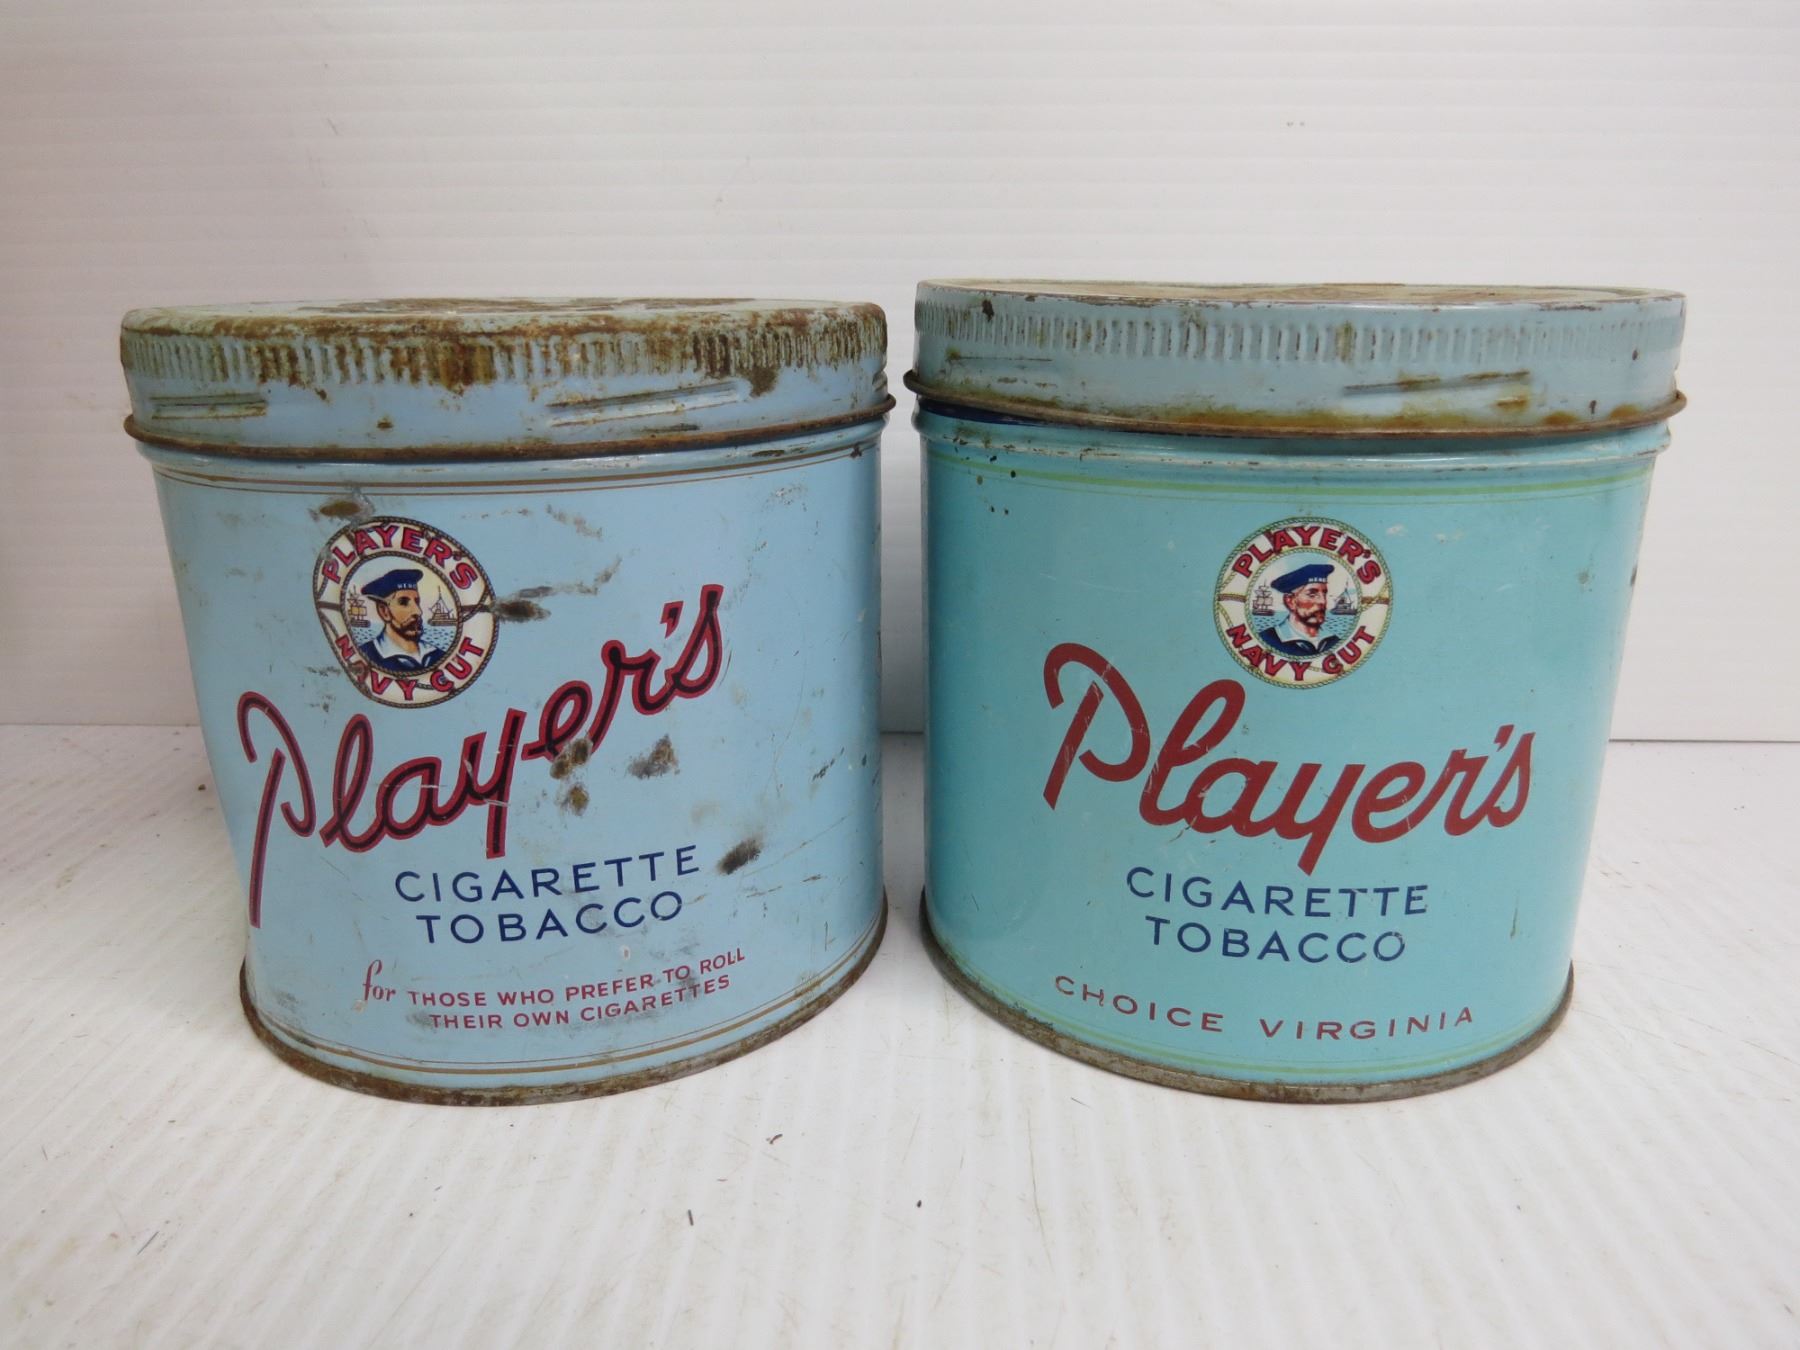 PLAYER'S
NAVY CUT
Player's
CIGARETTE
TOBACCO
for THOSE WHO PREFER TO ROLL
THEIR OWN CIGARETTES
PLAYER'S
NAVY CUT
Player's
CIGARETTE
TOBACCO
CHOICE VIRGINIA